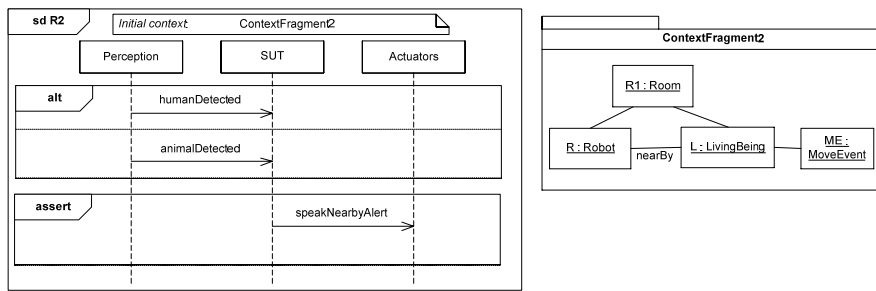 sd R2
Initial context: ContextFragment2
Perception
SUT
Actuators
alt
humanDetected
animalDetected
assert
speakNearbyAlert
ContextFragment2
R1 : Room
R : Robot
nearBy
L : LivingBeing
ME :
MoveEvent